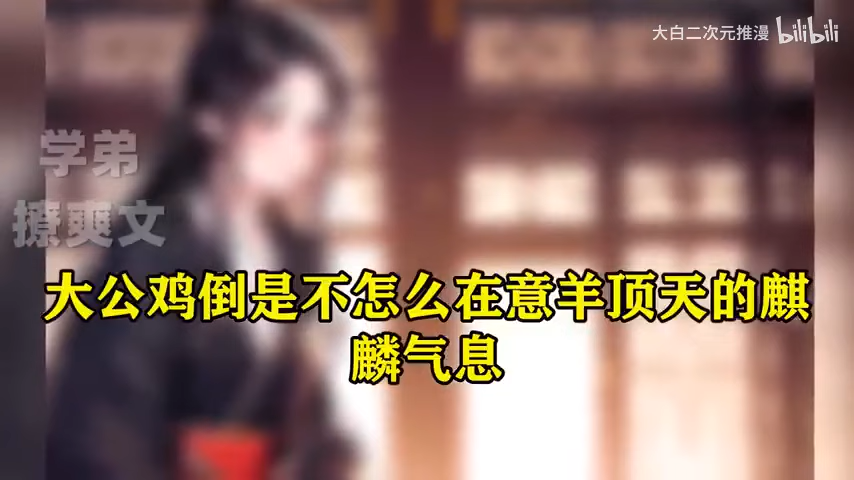 大白二次元推漫 bilibili
学弟
撩爽文
大公鸡倒是不怎么在意羊顶天的麒
麟气息